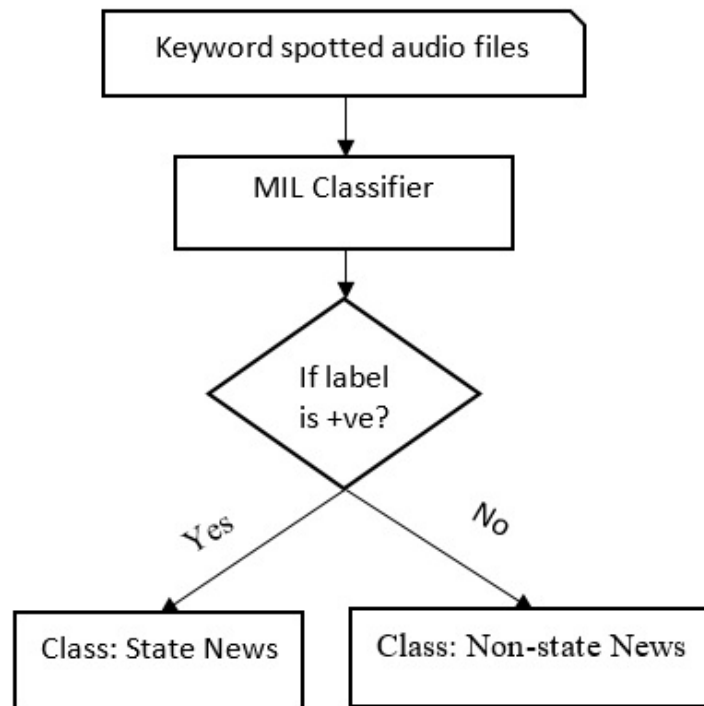 Keyword spotted audio files
MIL Classifier
If label
is +ve?
Yes
No
Class: State News
Class: Non-state News